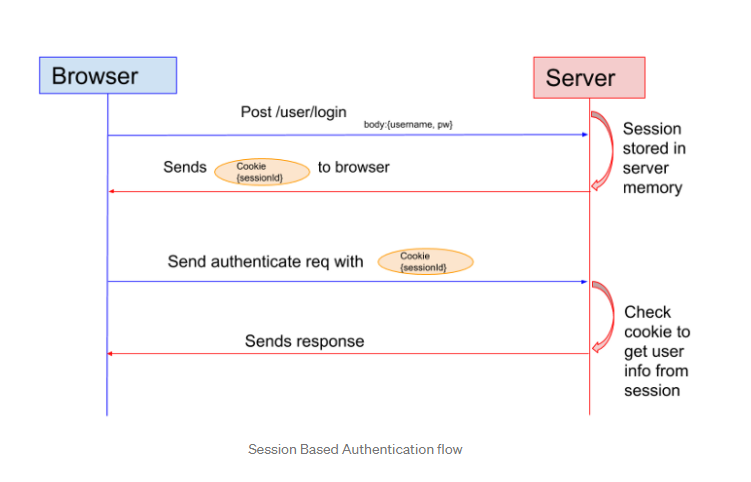 Browser
Server
Post /user/login
body:{username, pw}
Session
stored in
server
memory
Sends
Cookie
{sessionId}
to browser
Send authenticate req with
Cookie
{sessionId}
Check
cookie to
get user
info from
session
Sends response
Session Based Authentication flow